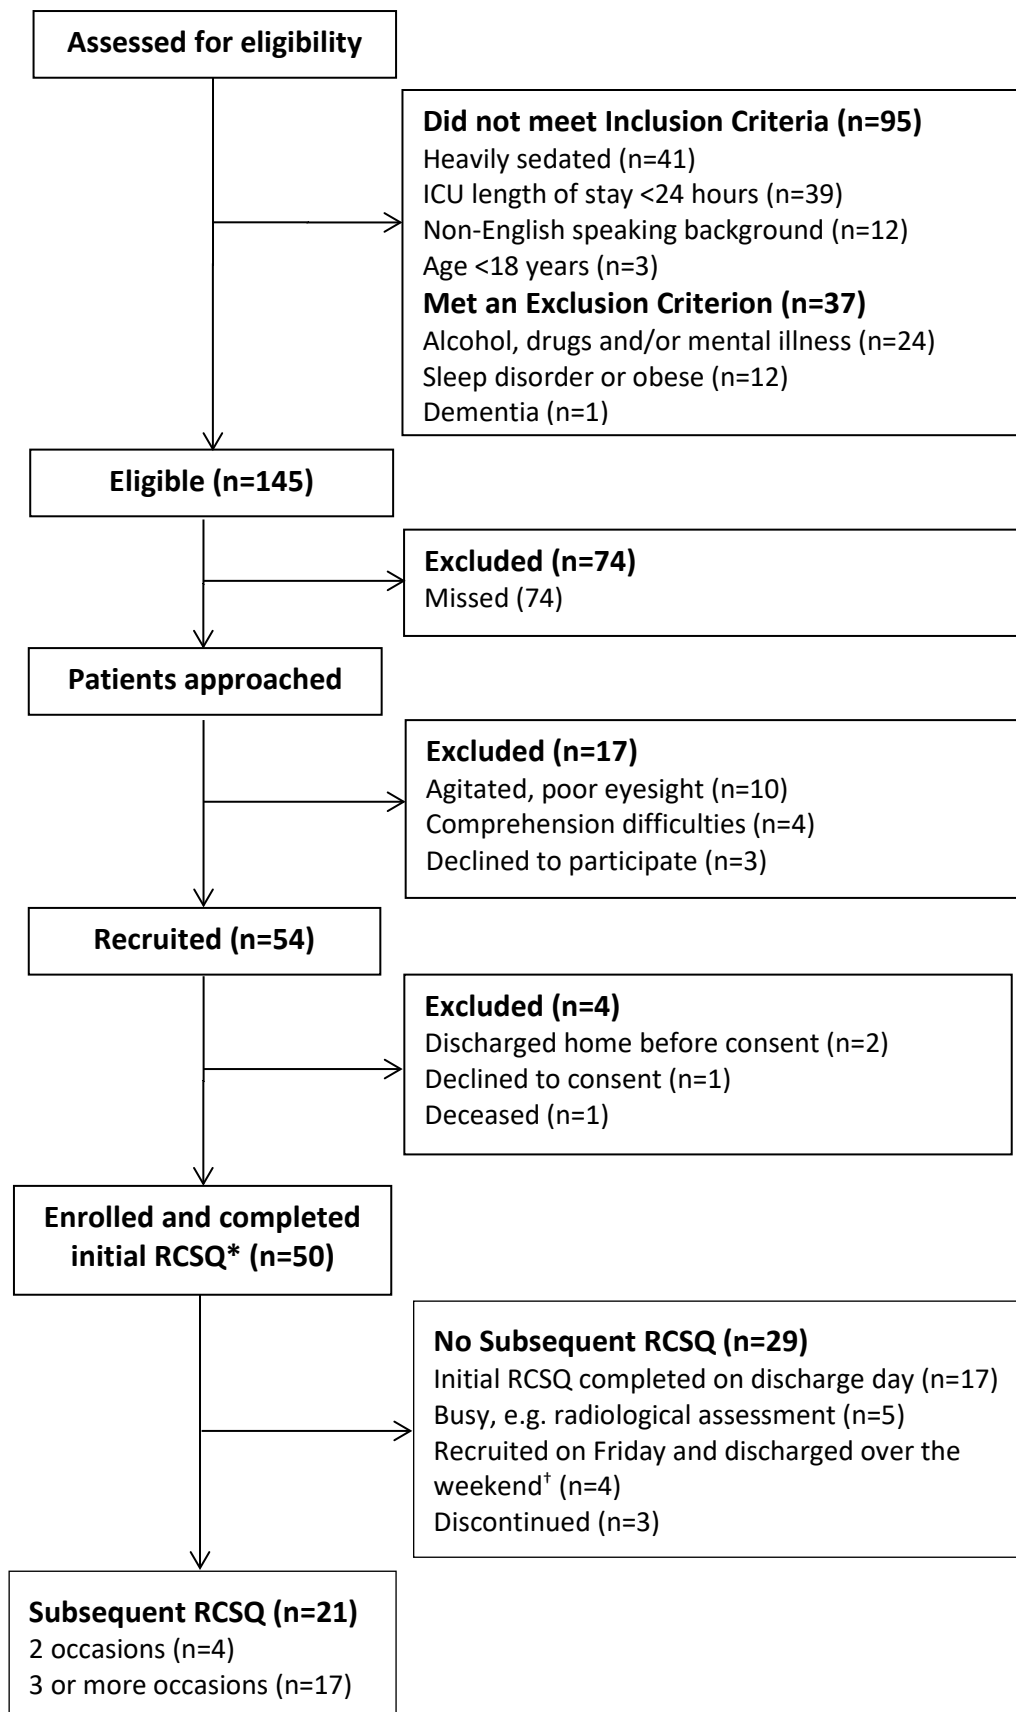 Assessed for eligibility
Did not meet Inclusion Criteria (n=95)
Heavily sedated (n=41)
ICU length of stay <24 hours (n=39)
Non-English speaking background (n=12)
Age <18 years (n=3)
Met an Exclusion Criterion (n=37)
Alcohol, drugs and/or mental illness (n=24)
Sleep disorder or obese (n=12)
Dementia (n=1)
Eligible (n=145)
Excluded (n=74)
Missed (74)
Patients approached
Excluded (n=17)
Agitated, poor eyesight (n=10)
Comprehension difficulties (n=4)
Declined to participate (n=3)
Recruited (n=54)
Excluded (n=4)
Discharged home before consent (n=2)
Declined to consent (n=1)
Deceased (n=1)
Enrolled and completed
initial RCSQ* (n=50)
No Subsequent RCSQ (n=29)
Initial RCSQ completed on discharge day (n=17)
Busy, e.g. radiological assessment (n=5)
Recruited on Friday and discharged over the
weekend† (n=4)
Discontinued (n=3)
Subsequent RCSQ (n=21)
2 occasions (n=4)
3 or more occasions (n=17)